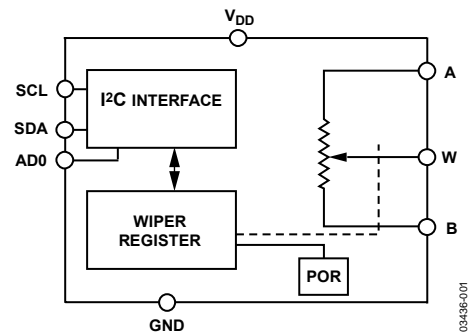 VDD
A
SCL
I2C INTERFACE
SDA
W
AD0
WIPER
REGISTER
B
POR
GND
03436-001